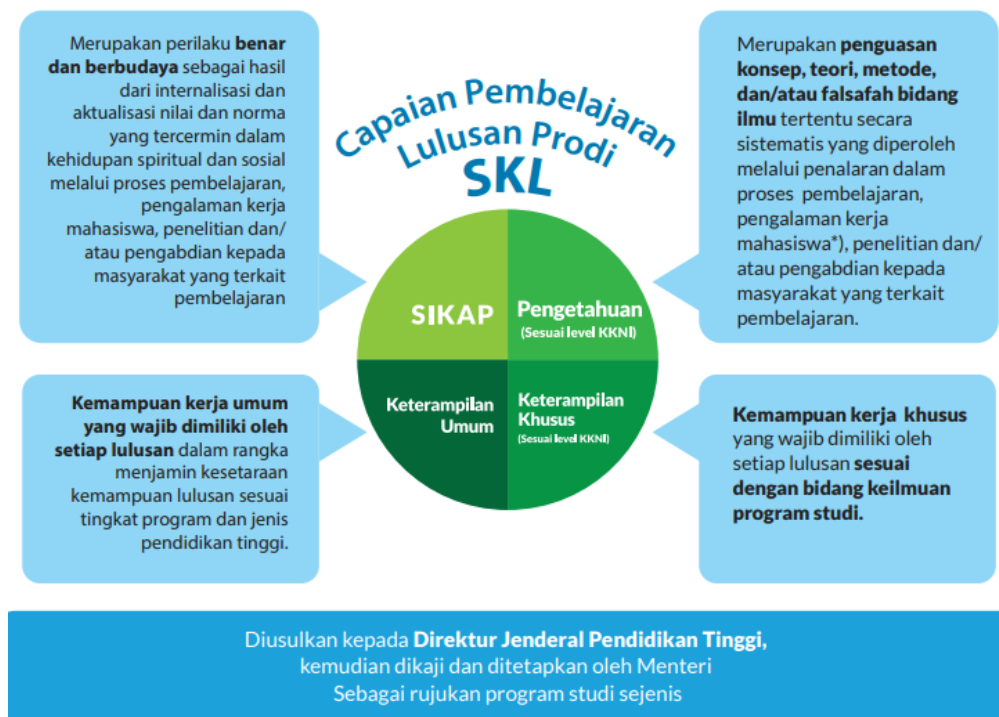 Capaian Pembelajaran
Lulusan Prodi
SKL
Merupakan perilaku benar
dan berbudaya sebagai hasil
dari internalisasi dan
aktualisasi nilai dan norma
yang tercermin dalam
kehidupan spiritual dan sosial
melalui proses pembelajaran,
pengalaman kerja
mahasiswa, penelitian dan/
atau pengabdian kepada
masyarakat yang terkait
pembelajaran
Merupakan penguasan
konsep, teori, metode,
dan/atau falsafah bidang
ilmu tertentu secara
sistematis yang diperoleh
melalui penalaran dalam
proses pembelajaran,
pengalaman kerja
mahasiswa*), penelitian dan/
atau pengabdian kepada
masyarakat yang terkait
pembelajaran.
SIKAP
Pengetahuan
(Sesuai level KKNI)
Keterampilan
Umum
Keterampilan
Khusus
(Sesuai level KKNI)
Kemampuan kerja umum
yang wajib dimiliki oleh
setiap lulusan dalam rangka
menjamin kesetaraan
kemampuan lulusan sesuai
tingkat program dan jenis
pendidikan tinggi.
Kemampuan kerja khusus
yang wajib dimiliki oleh
setiap lulusan sesuai
dengan bidang keilmuan
program studi.
Diusulkan kepada Direktur Jenderal Pendidikan Tinggi,
kemudian dikaji dan ditetapkan oleh Menteri
Sebagai rujukan program studi sejenis